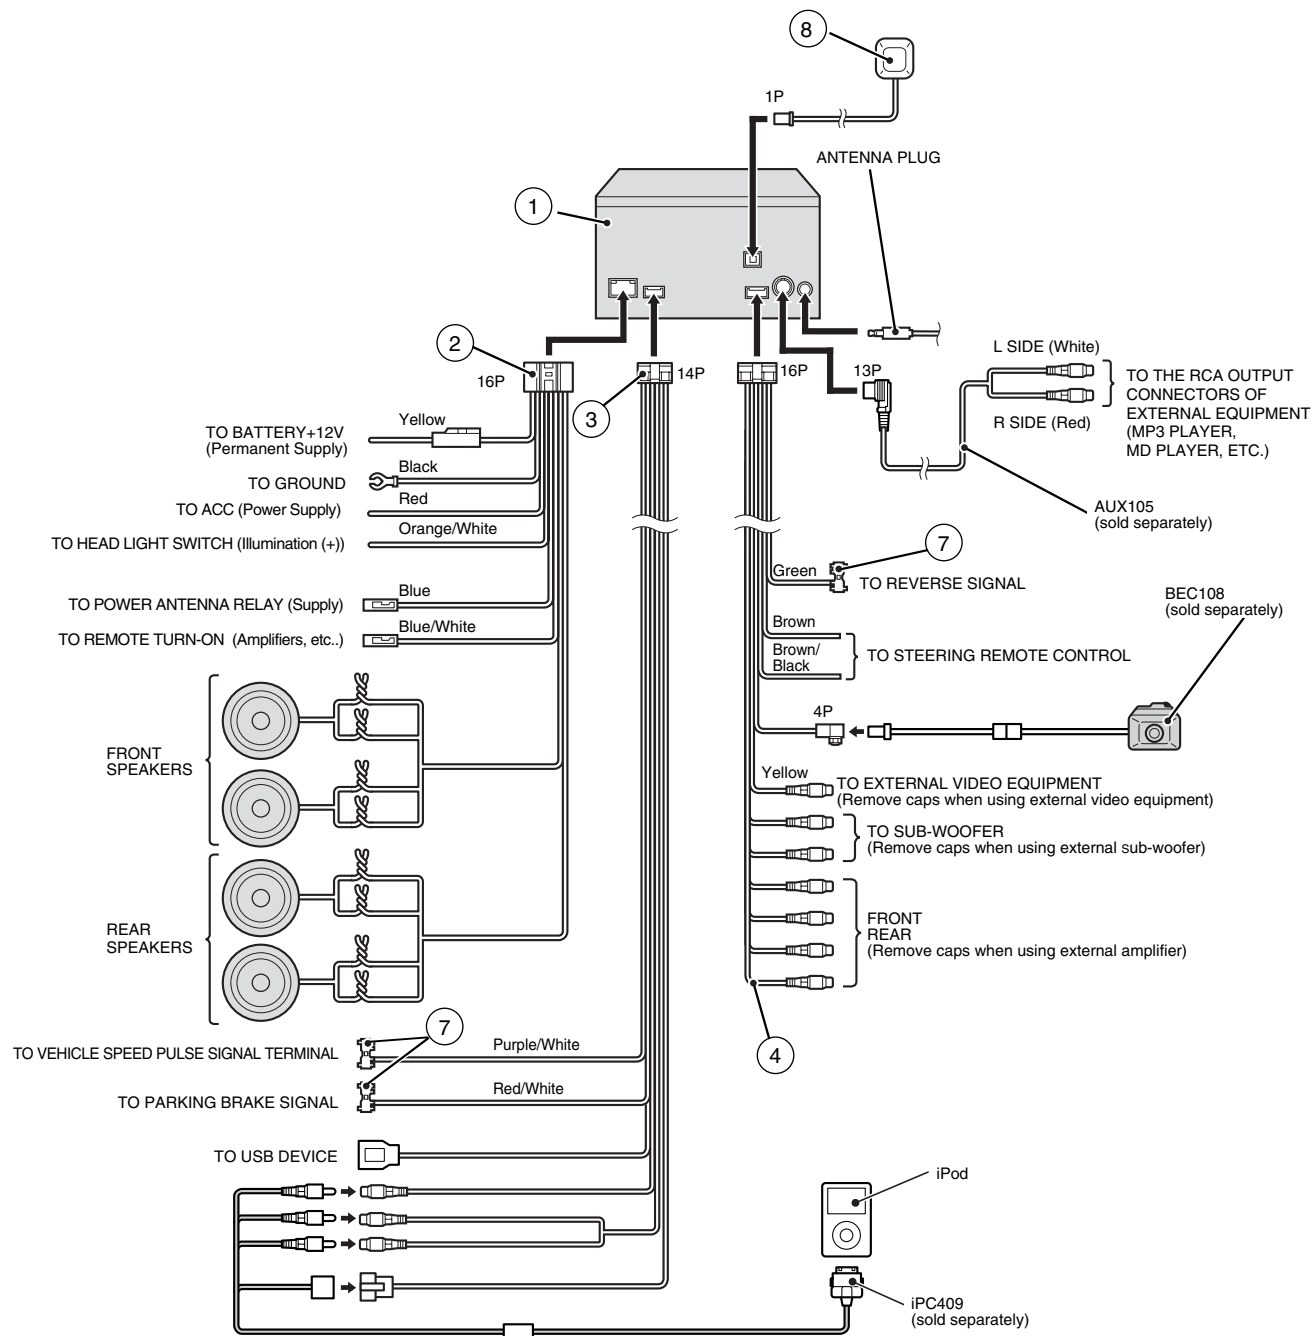 8
1P
ANTENNA PLUG
1
2
16P
3
14P
16P
13P
L SIDE (White)
R SIDE (Red)
TO THE RCA OUTPUT
CONNECTORS OF
EXTERNAL EQUIPMENT
(MP3 PLAYER,
MD PLAYER, ETC.)
AUX105
(sold separately)
Yellow
TO BATTERY+12V
(Permanent Supply)
Black
TO GROUND
Red
TO ACC (Power Supply)
Orange/White
TO HEAD LIGHT SWITCH (Illumination (+))
Blue
TO POWER ANTENNA RELAY (Supply)
Blue/White
TO REMOTE TURN-ON (Amplifiers, etc..)
7
Green
TO REVERSE SIGNAL
Brown
Brown/
Black
TO STEERING REMOTE CONTROL
BEC108
(sold separately)
4P
FRONT
SPEAKERS
REAR
SPEAKERS
Yellow
TO EXTERNAL VIDEO EQUIPMENT
(Remove caps when using external video equipment)
TO SUB-WOOFER
(Remove caps when using external sub-woofer)
FRONT
REAR
(Remove caps when using external amplifier)
4
7
TO VEHICLE SPEED PULSE SIGNAL TERMINAL
Purple/White
TO PARKING BRAKE SIGNAL
Red/White
TO USB DEVICE
iPod
iPC409
(sold separately)